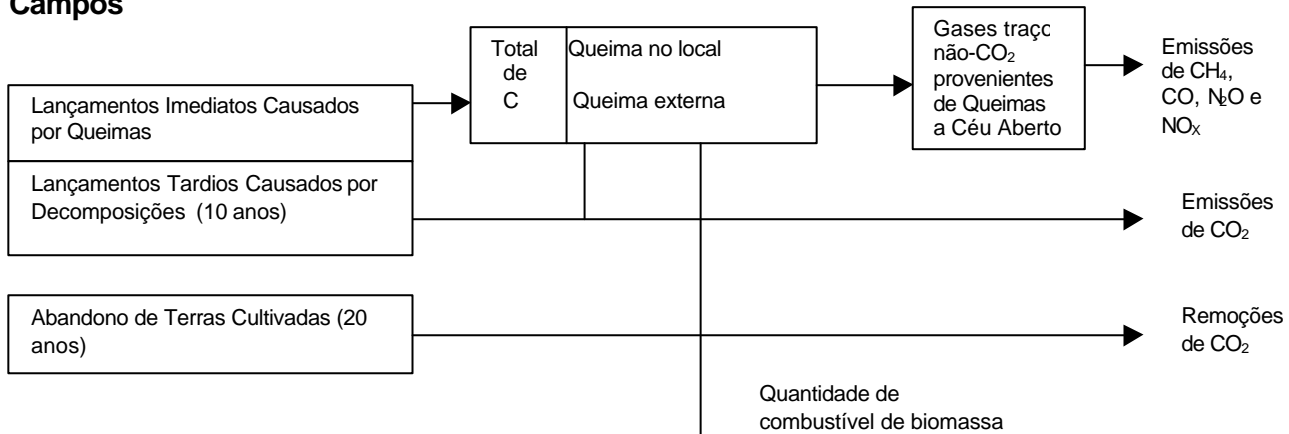 Campos
Total
de
C
Queima no local
Queima externa
Gases traço
não-CO₂
provenientes
de Queimas
a Céu Aberto
Emissões
de CH₄,
CO, N₂O e
NOₓ
Lançamentos Imediatos Causados
por Queimas
Lançamentos Tardios Causados por
Decomposições (10 anos)
Emissões
de CO₂
Abandono de Terras Cultivadas (20
anos)
Remoções
de CO₂
Quantidade de
combustível de biomassa